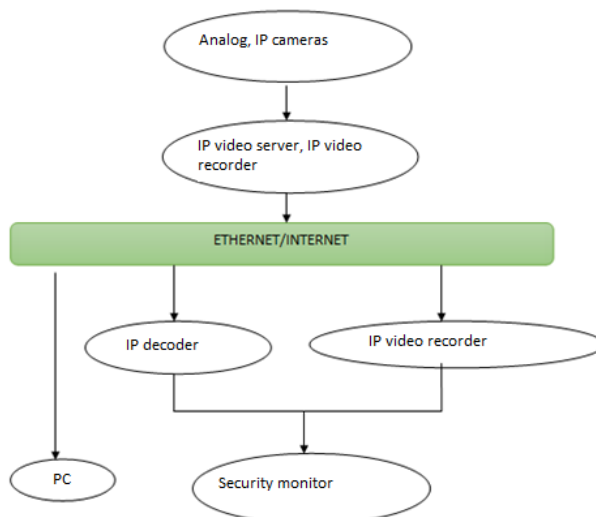 Analog, IP cameras
IP video server, IP video
recorder
ETHERNET/INTERNET
IP decoder
IP video recorder
PC
Security monitor